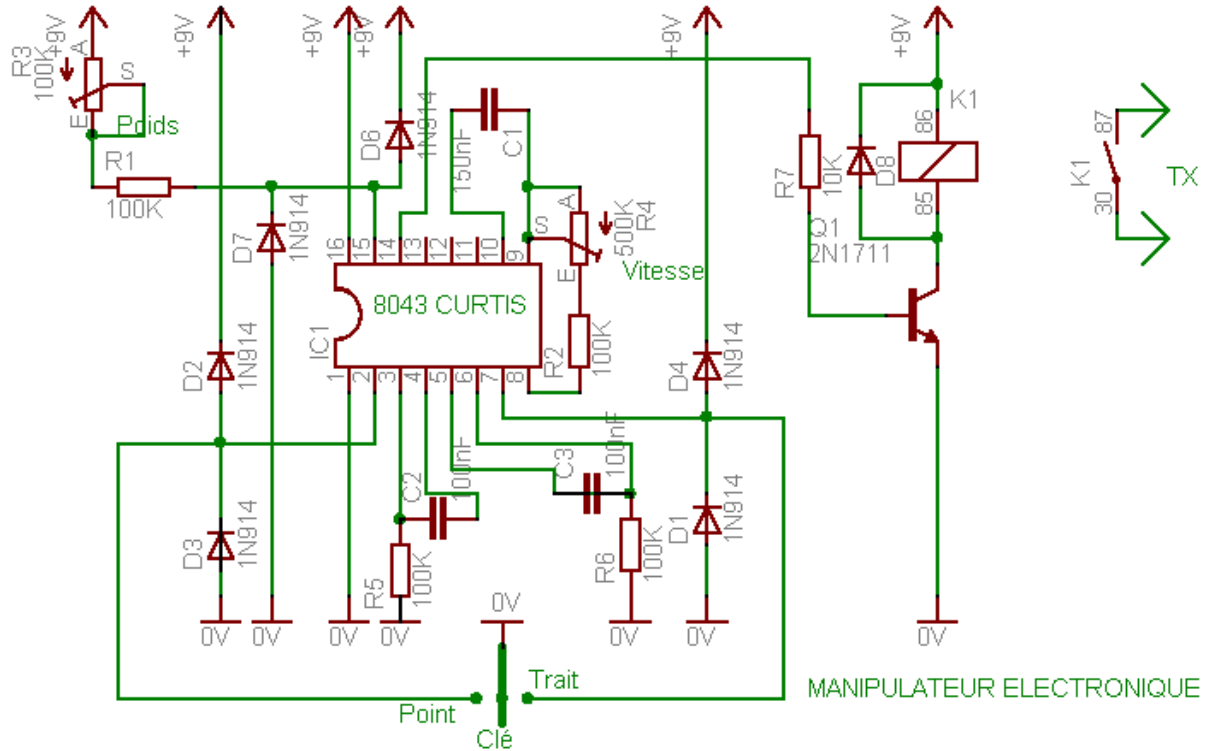 +9V
+9V
+9V
+9V
+9V
+9V
R3
100K
A
S
E
Poids
R1
100K
D6
1N914
150nF
C1
A
S
E
500K
R4
Vitesse
R7
10K
D8
K1
86
85
K1
87
30
TX
D7
1N914
Q1
2N1711
16
15
14
13
12
11
10
9
8043 CURTIS
IC1
1
2
3
4
5
6
7
8
R2
100K
D2
1N914
D4
1N914
C2
100nF
C3
100nF
D3
1N914
R5
100K
R6
100K
D1
1N914
0V
0V
0V
0V
0V
0V
0V
0V
Point
Trait
Clé
MANIPULATEUR ELECTRONIQUE